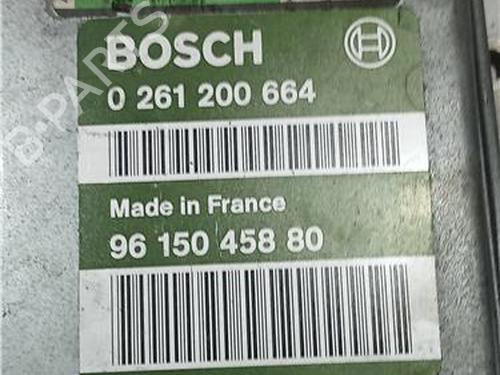 BOSCH
0 261 200 664
Made in France
96 150 458 80
B-PARTS